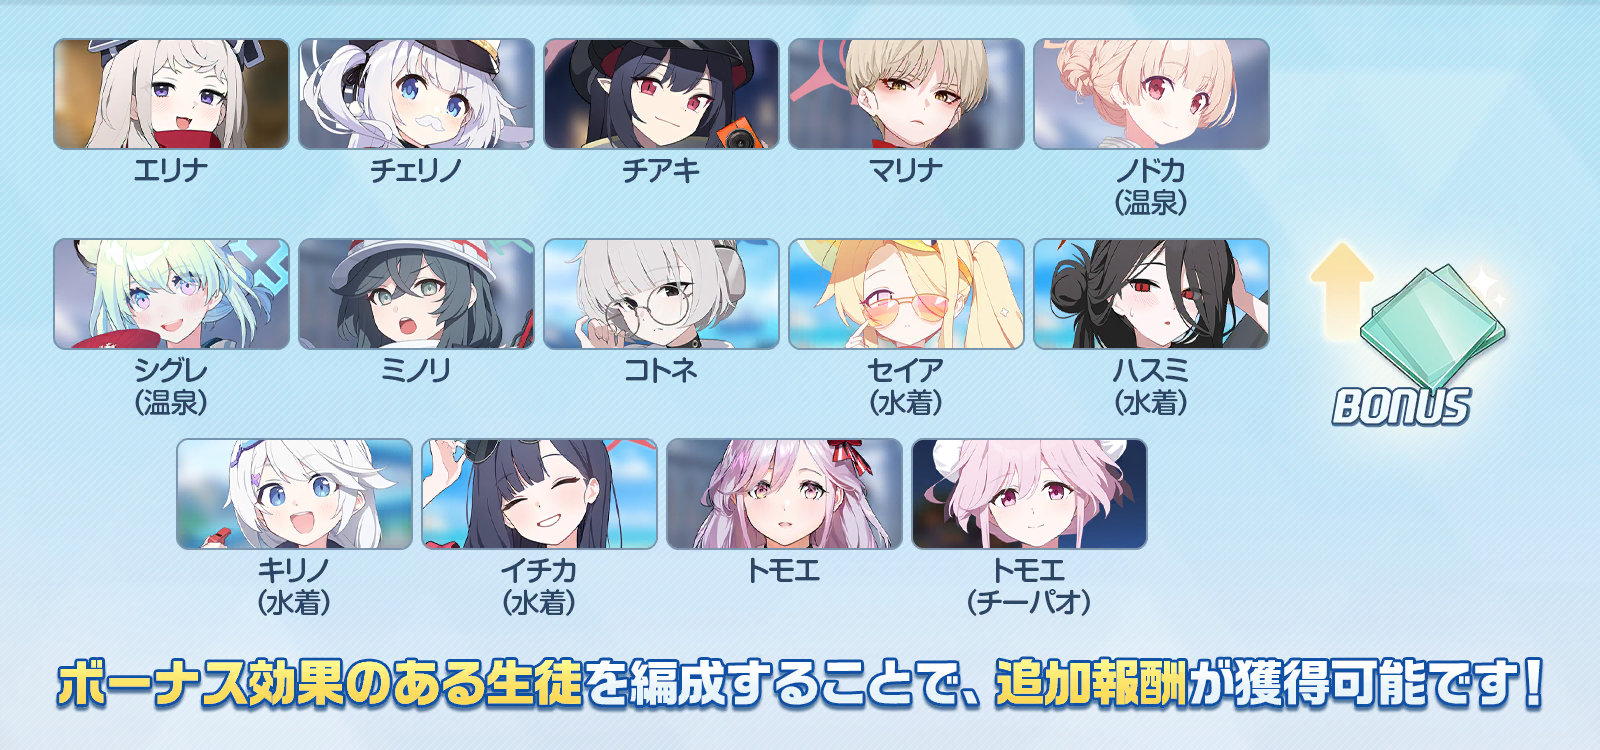 エリナ
チェリノ
チアキ
マリナ
ノドカ
(温泉)
シグレ
(温泉)
ミノリ
コトネ
セイア
(水着)
ハスミ
(水着)
BONUS
キリノ
(水着)
イチカ
(水着)
トモエ
トモエ
(チーパオ)
ボーナス効果のある生徒を編成することで、追加報酬が獲得可能です!